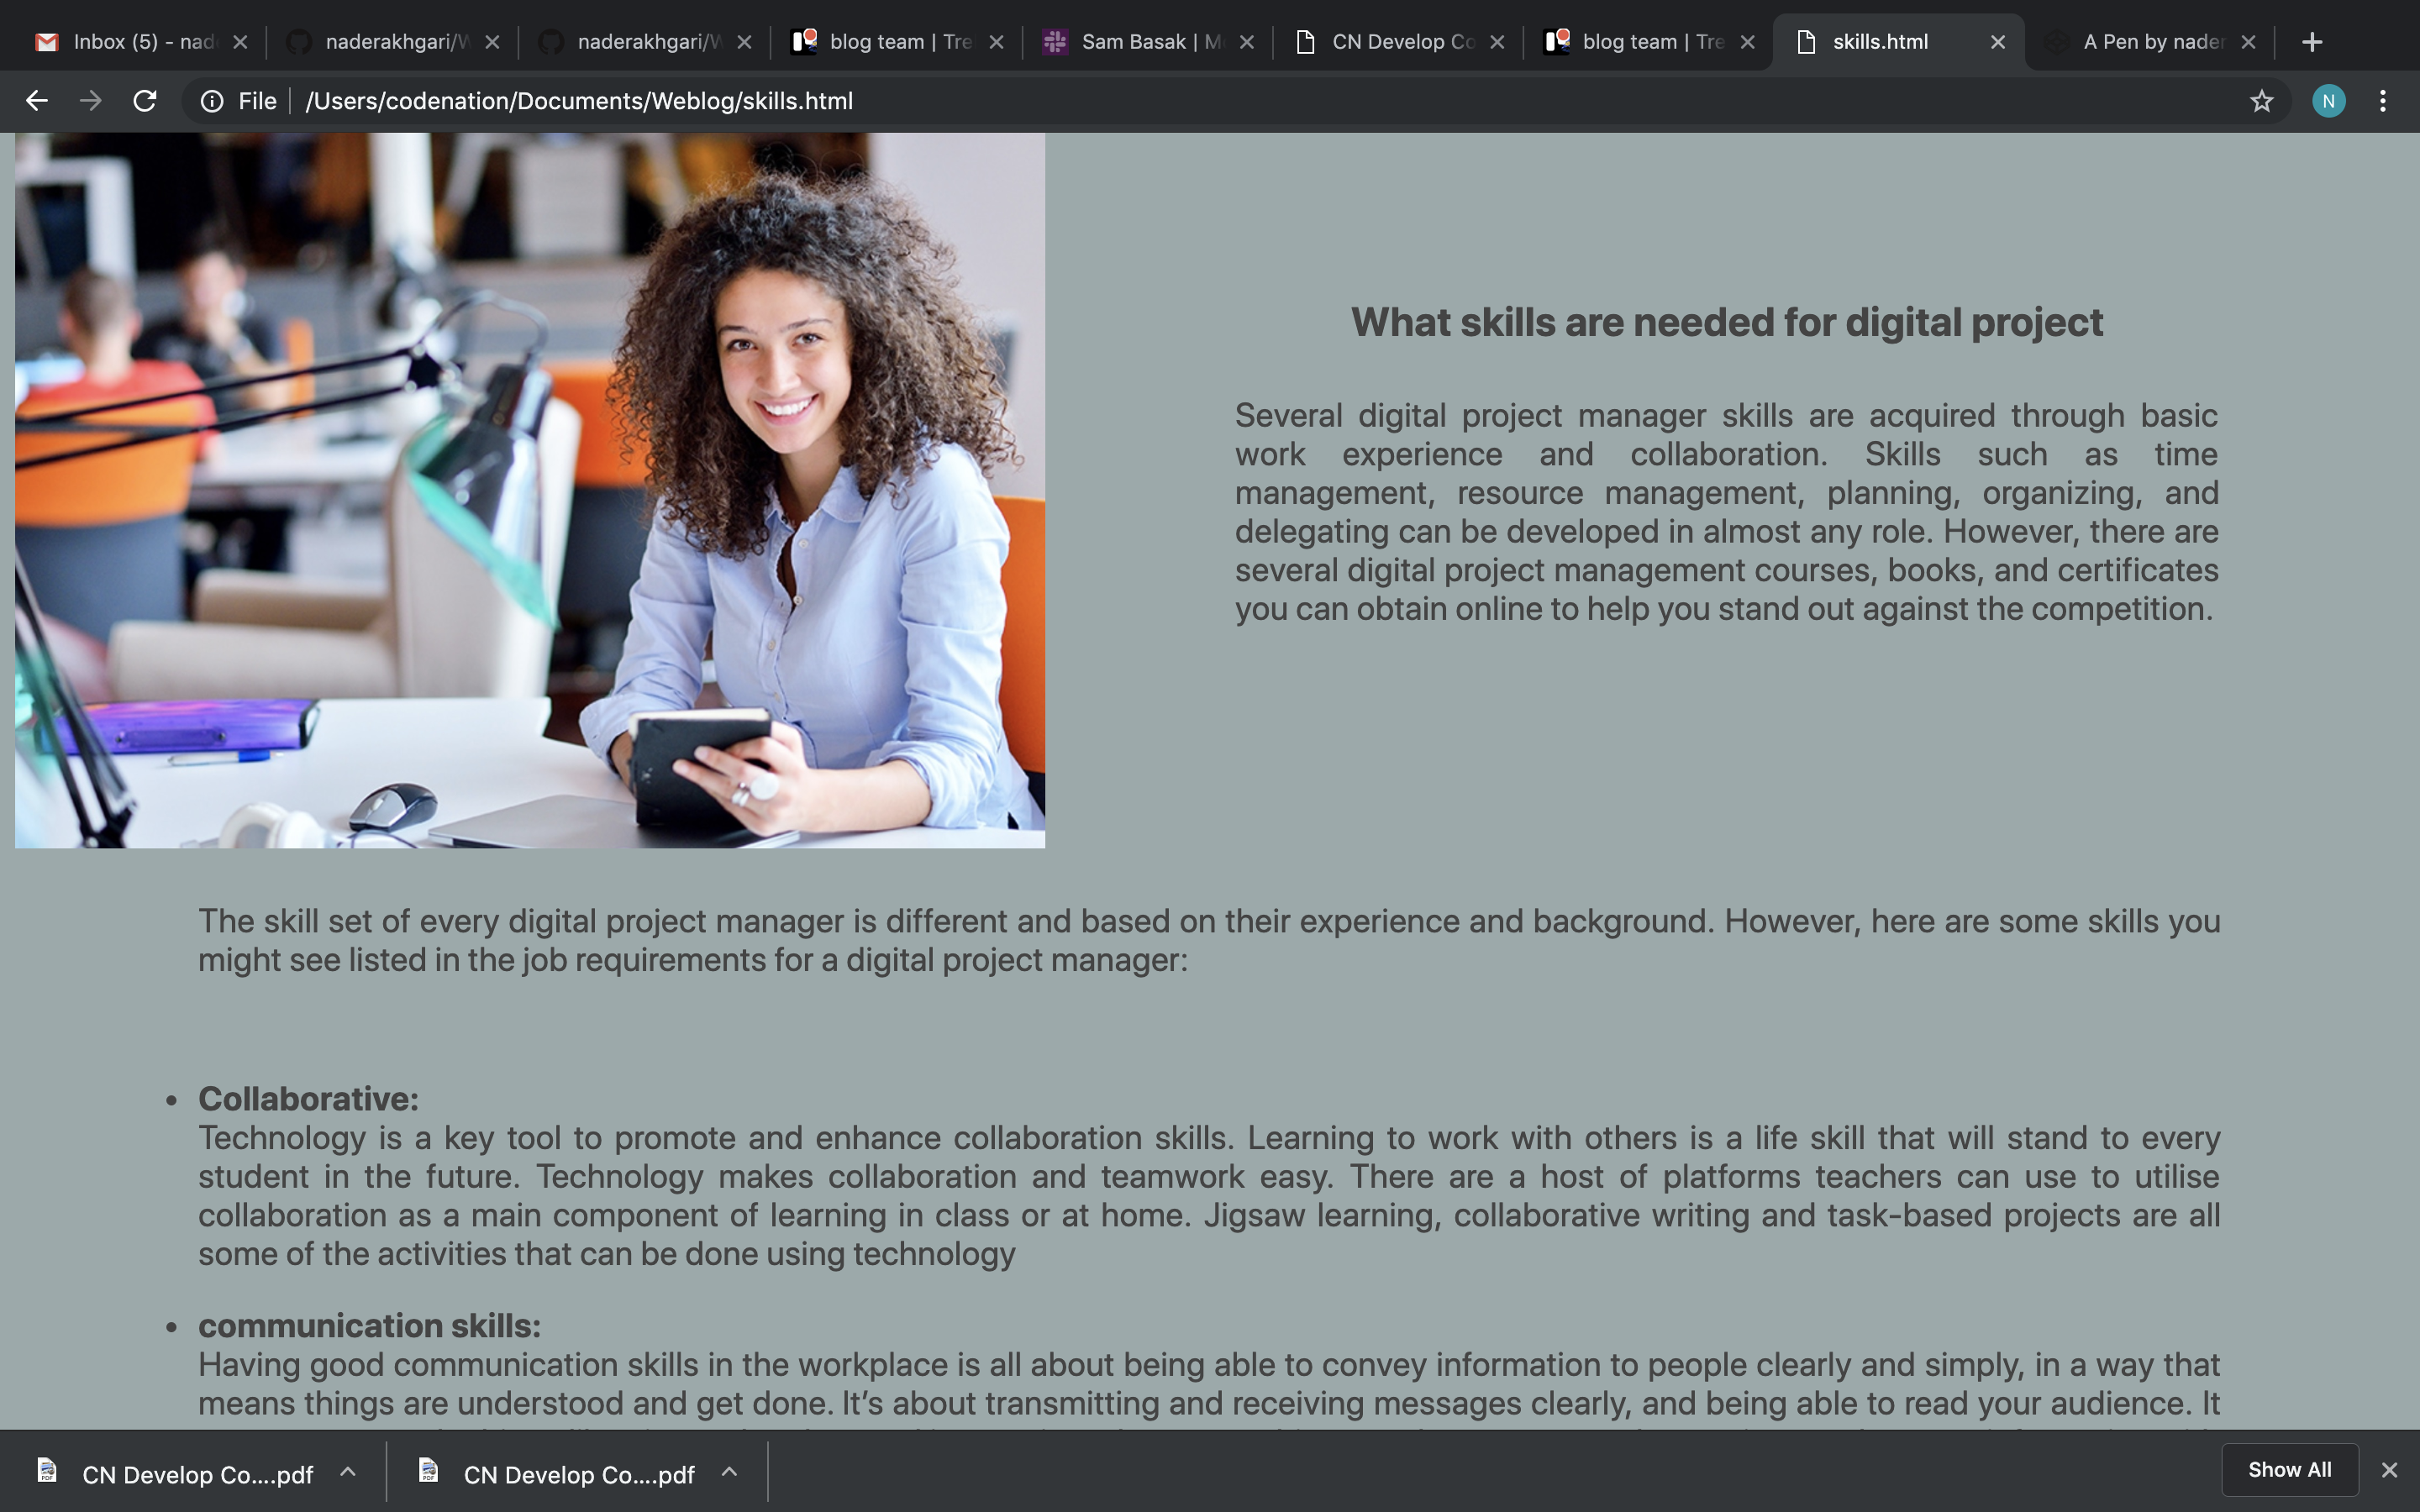 Inbox (5) - nad
naderakhgari/W
naderakhgari/W
blog team | Tre
Sam Basak | M
CN Develop Co
blog team | Tre
skills.html
A Pen by nader
File
/Users/codenation/Documents/Weblog/skills.html
N
What skills are needed for digital project
Several digital project manager skills are acquired through basic
work experience and collaboration. Skills such as time
management, resource management, planning, organizing, and
delegating can be developed in almost any role. However, there are
several digital project management courses, books, and certificates
you can obtain online to help you stand out against the competition.
The skill set of every digital project manager is different and based on their experience and background. However, here are some skills you
might see listed in the job requirements for a digital project manager:
• Collaborative:
Technology is a key tool to promote and enhance collaboration skills. Learning to work with others is a life skill that will stand to every
student in the future. Technology makes collaboration and teamwork easy. There are a host of platforms teachers can use to utilise
collaboration as a main component of learning in class or at home. Jigsaw learning, collaborative writing and task-based projects are all
some of the activities that can be done using technology
• communication skills:
Having good communication skills in the workplace is all about being able to convey information to people clearly and simply, in a way that
means things are understood and get done. It’s about transmitting and receiving messages clearly, and being able to read your audience. It
CN Develop Co....pdf
CN Develop Co....pdf
Show All